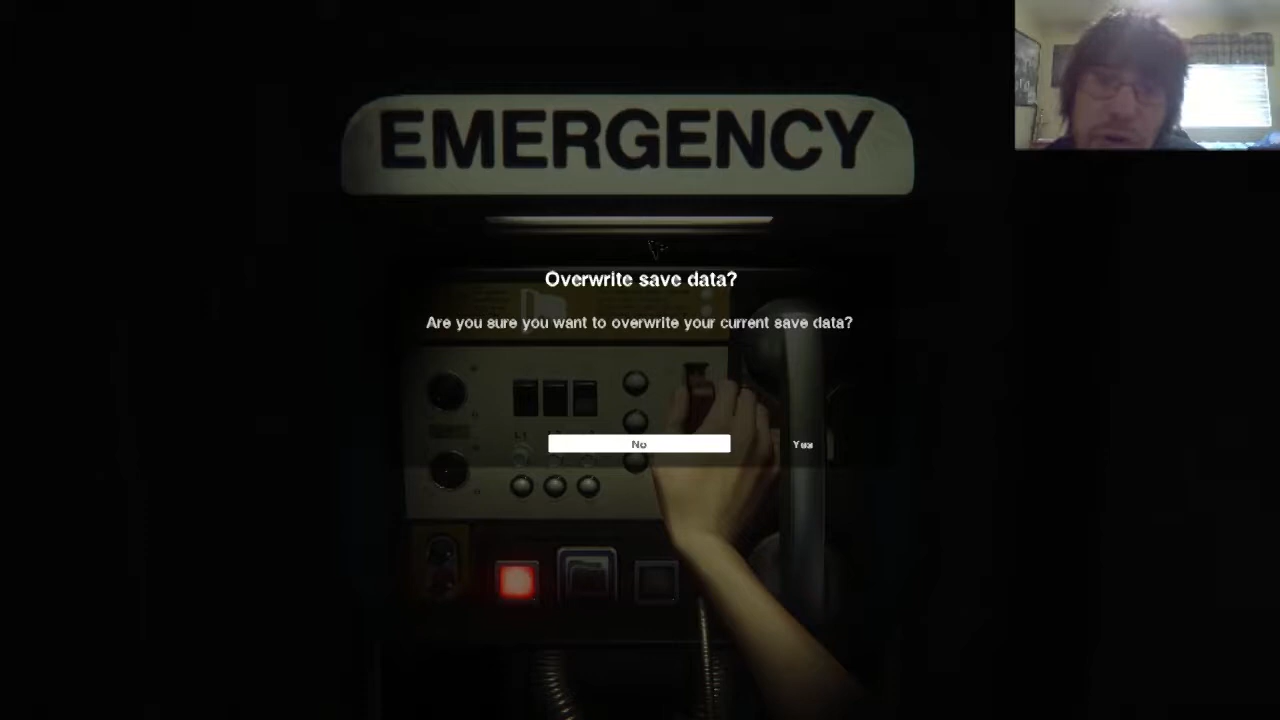 EMERGENCY
Overwrite save data?
Are you sure you want to overwrite your current save data?
No
Yes